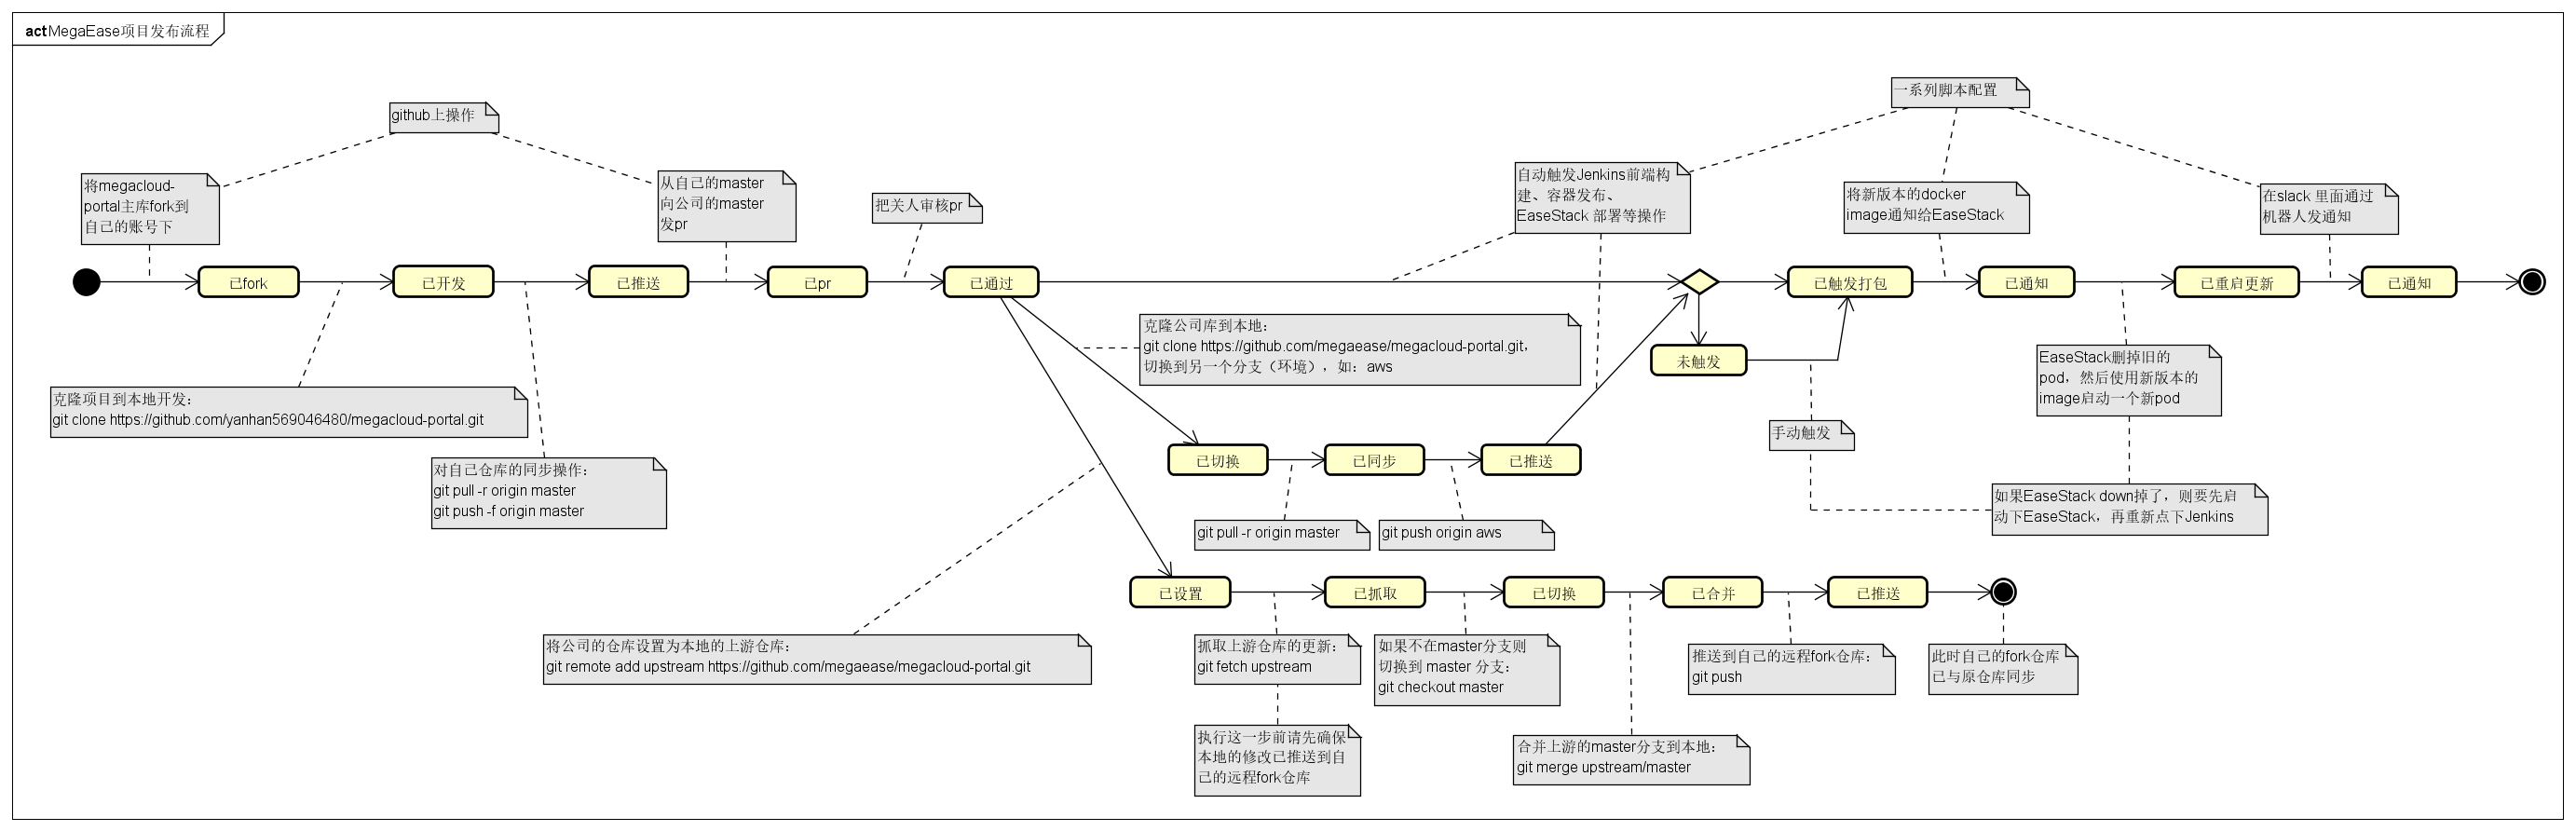 act MegaEase项目发布流程
一系列脚本配置
github上操作
将megacloud-
portal主库fork到
自己的账号下
从自己的master
向公司的master
发pr
把关人审核pr
自动触发Jenkins前端构
建、容器发布、
EaseStack 部署等操作
将新版本的docker
image通知给EaseStack
在slack 里面通过
机器人发通知
已fork
已开发
已推送
已pr
已通过
已触发打包
已通知
已重启更新
已通知
克隆公司库到本地：
git clone https://github.com/megaease/megacloud-portal.git，
切换到另一个分支（环境），如：aws
未触发
EaseStack删掉旧的
pod，然后使用新版本的
image启动一个新pod
克隆项目到本地开发：
git clone https://github.com/yanhan569046480/megacloud-portal.git
手动触发
对自己仓库的同步操作：
git pull -r origin master
git push -f origin master
已切换
已同步
已推送
如果EaseStack down掉了，则要先启
动下EaseStack，再重新点下Jenkins
git pull -r origin master
git push origin aws
已设置
已抓取
已切换
已合并
已推送
将公司的仓库设置为本地的上游仓库：
git remote add upstream https://github.com/megaease/megacloud-portal.git
抓取上游仓库的更新：
git fetch upstream
如果不在master分支则
切换到 master 分支：
git checkout master
推送到自己的远程fork仓库：
git push
此时自己的fork仓库
已与原仓库同步
执行这一步前请先确保
本地的修改已推送到自
己的远程fork仓库
合并上游的master分支到本地：
git merge upstream/master